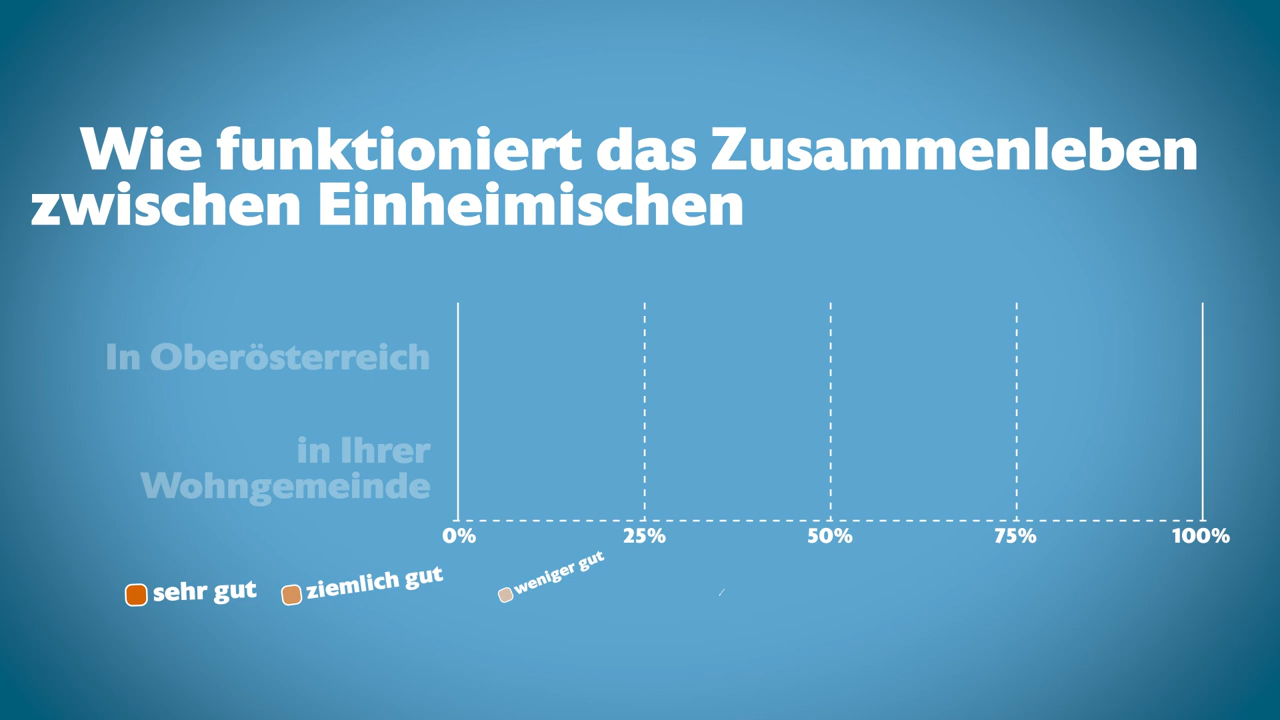 Wie funktioniert das Zusammenleben
zwischen Einheimischen
In Oberösterreich
in Ihrer
Wohngemeinde
0% 25% 50% 75% 100%
sehr gut ziemlich gut weniger gut